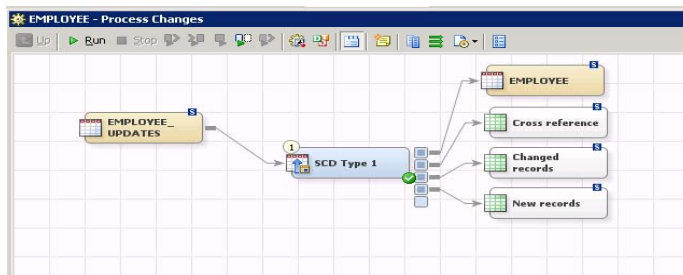 EMPLOYEE - Process Changes
Up Run Stop
EMPLOYEE
EMPLOYEE_
UPDATES
Cross reference
1
SCD Type 1
Changed
records
New records
S
S
S
S
S